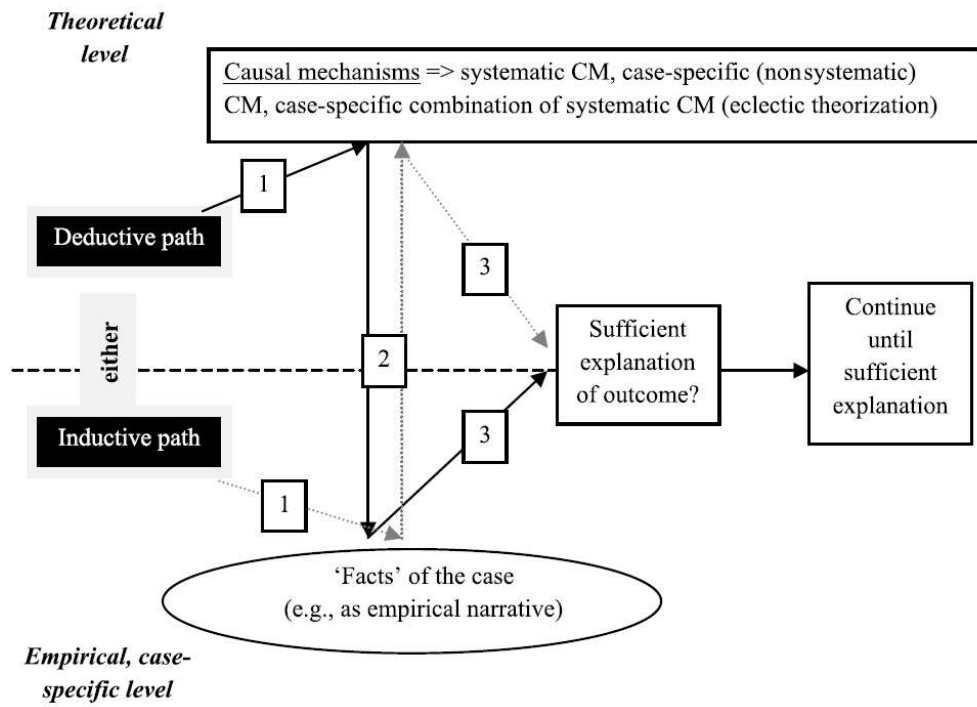 Theoretical
level
Causal mechanisms => systematic CM, case-specific (nonsystematic)
CM, case-specific combination of systematic CM (eclectic theorization)
1
Deductive path
3
either
2
Sufficient
explanation
of outcome?
Continue
until
sufficient
explanation
Inductive path
3
1
‘Facts’ of the case
(e.g., as empirical narrative)
Empirical, case-
specific level